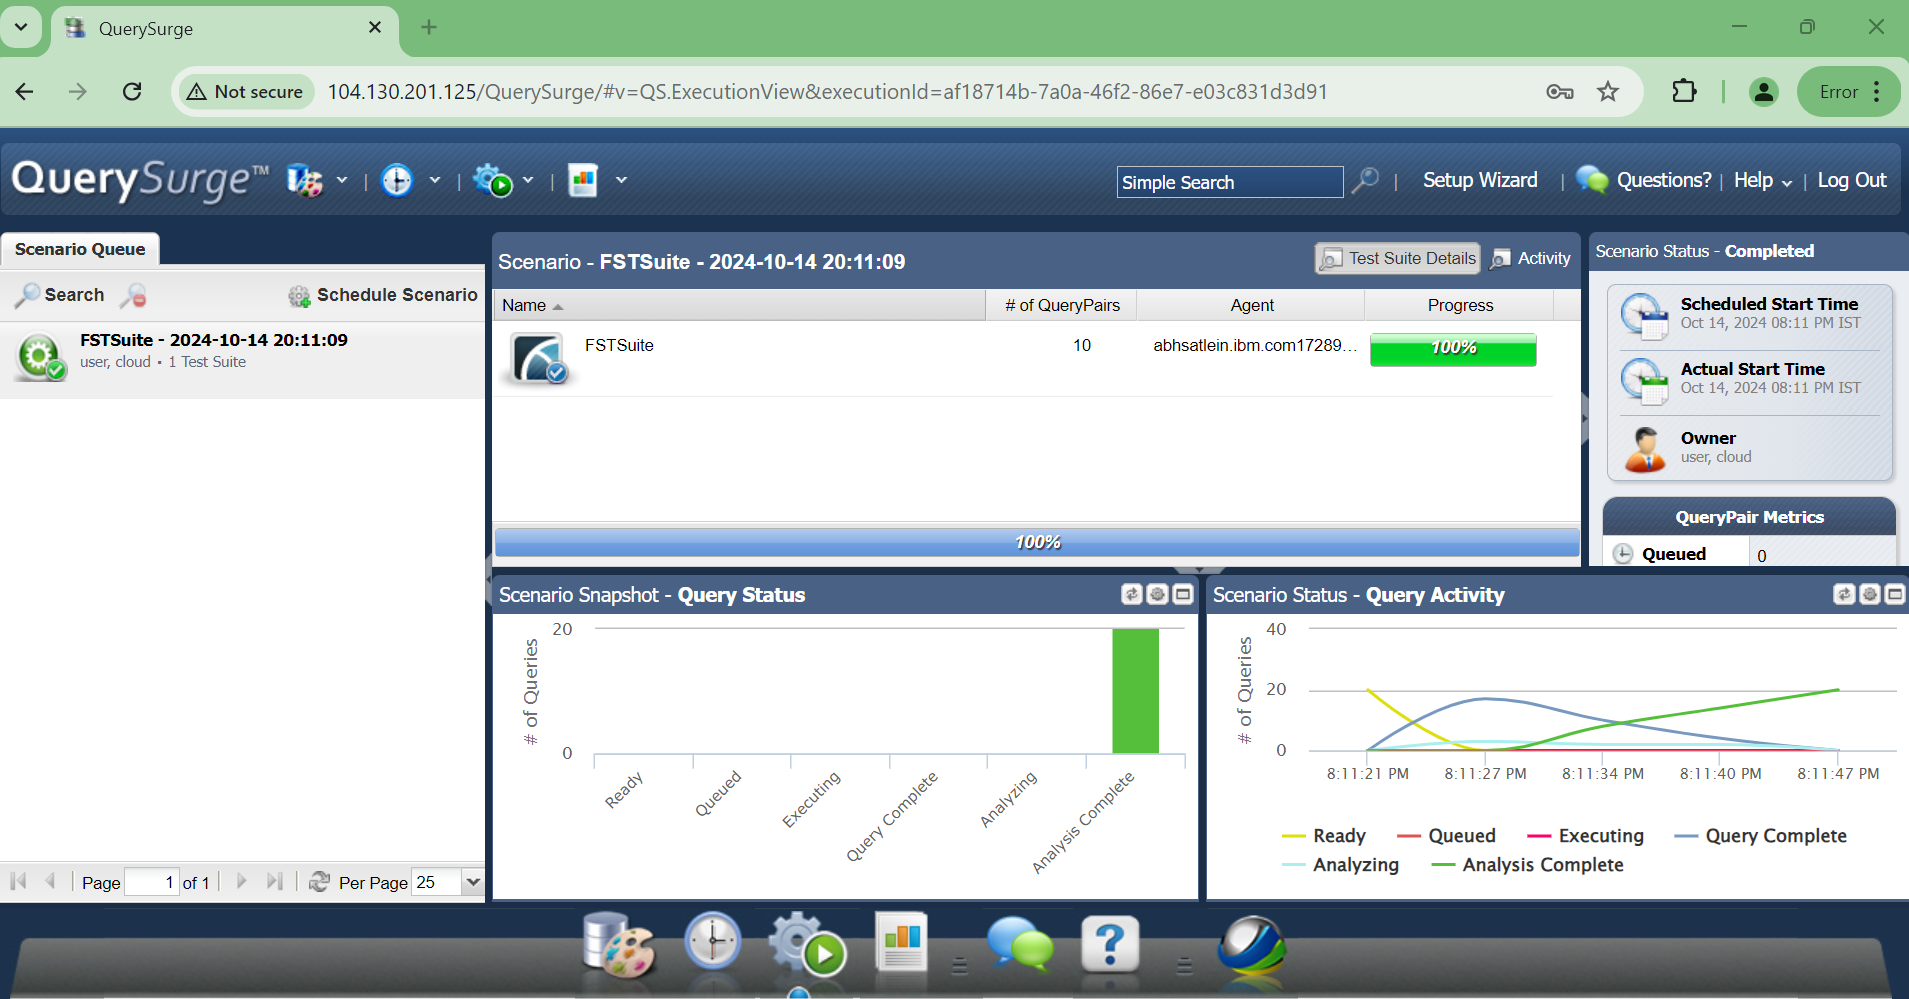 QuerySurge
Not secure
104.130.201.125/QuerySurge/#v=QS.ExecutionView&executionId=af18714b-7a0a-46f2-86e7-e03c831d3d91
Error
QuerySurge™
Simple Search
Setup Wizard
Questions?
Help
Log Out
Scenario Queue
Search
Schedule Scenario
FSTSuite - 2024-10-14 20:11:09
user, cloud • 1 Test Suite
Page 1 of 1
Per Page 25
Scenario - FSTSuite - 2024-10-14 20:11:09
Test Suite Details
Activity
Name # of QueryPairs Agent Progress
FSTSuite 10 abhsatlein.ibm.com17289... 100%
100%
Scenario Status - Completed
Scheduled Start Time
Oct 14, 2024 08:11 PM IST
Actual Start Time
Oct 14, 2024 08:11 PM IST
Owner
user, cloud
QueryPair Metrics
Queued 0
Scenario Snapshot - Query Status
# of Queries
20
0
Ready
Queued
Executing
Query Complete
Analyzing
Analysis Complete
Scenario Status - Query Activity
# of Queries
40
20
0
8:11:21 PM 8:11:27 PM 8:11:34 PM 8:11:40 PM 8:11:47 PM
Ready Queued Executing Query Complete
Analyzing Analysis Complete